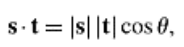 s · t = |s| |t| cos θ,